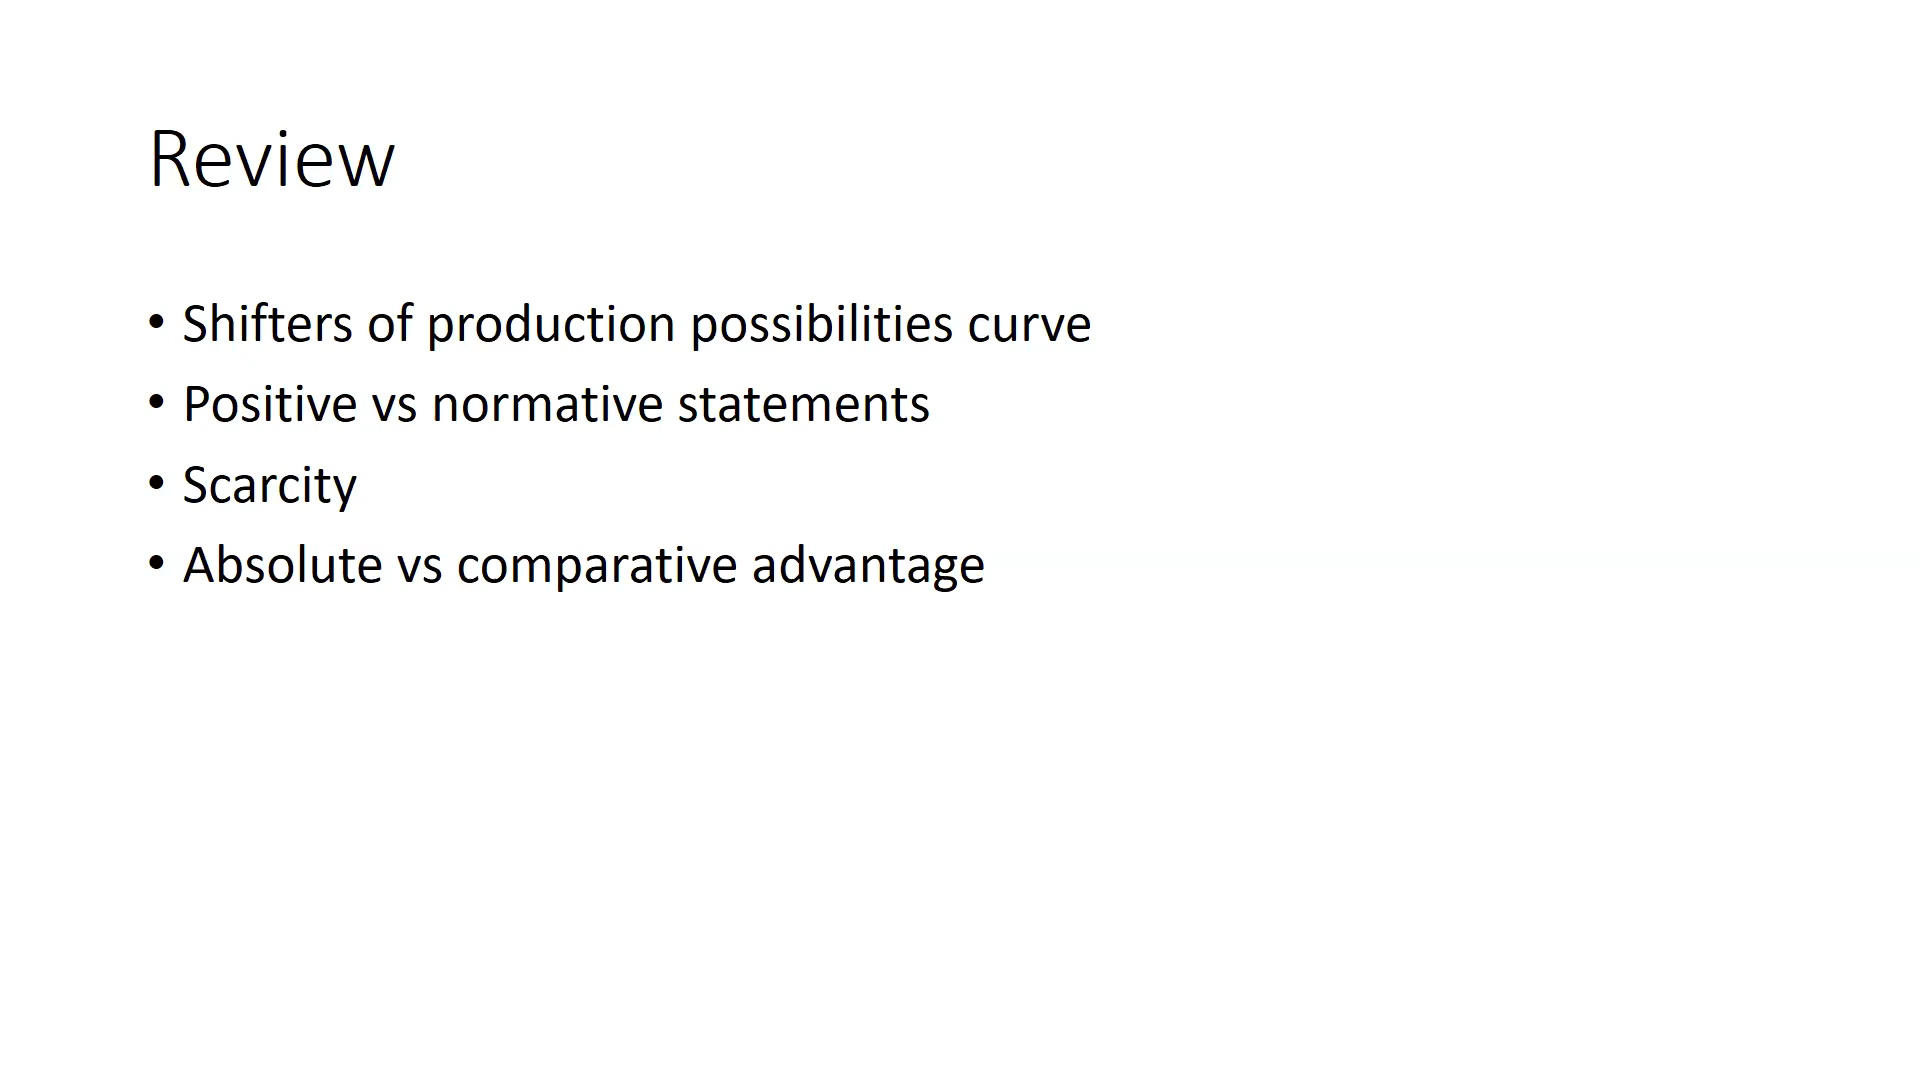 Review
• Shifters of production possibilities curve
• Positive vs normative statements
• Scarcity
• Absolute vs comparative advantage